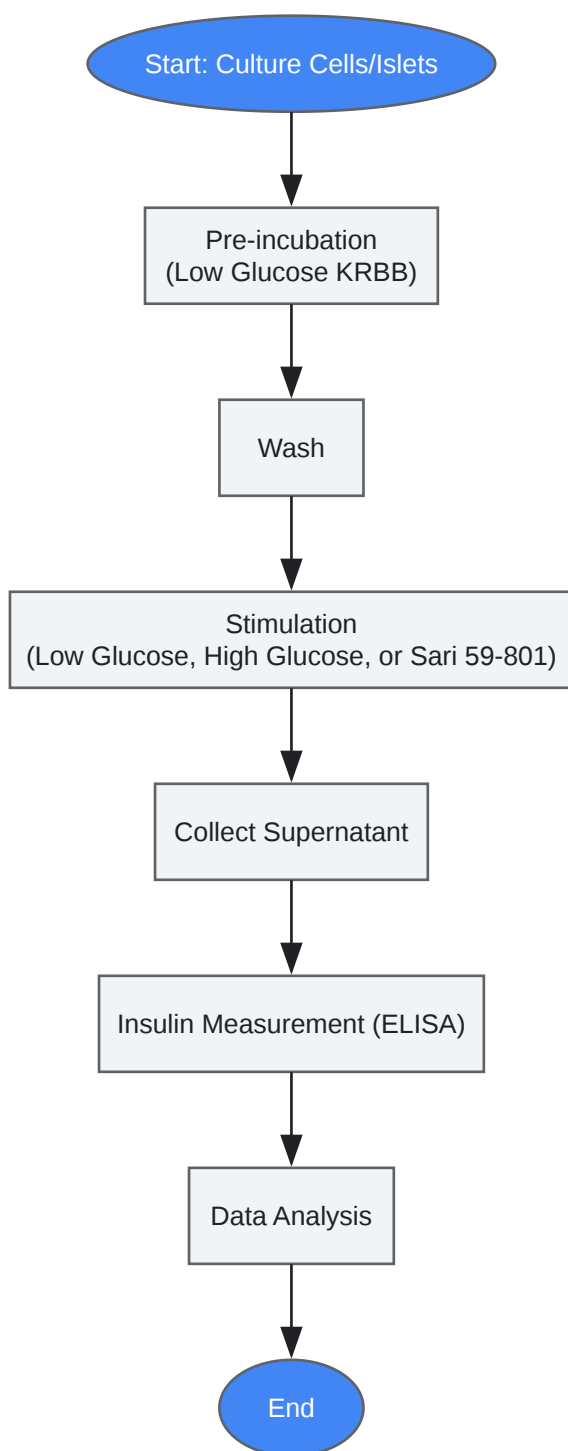 Start: Culture Cells/Islets
Pre-incubation
(Low Glucose KRBB)
Wash
Stimulation
(Low Glucose, High Glucose, or Sari 59-801)
Collect Supernatant
Insulin Measurement (ELISA)
Data Analysis
End